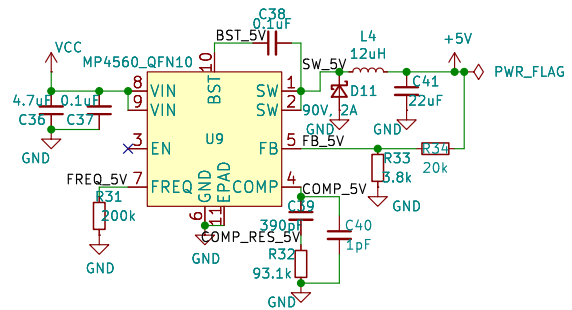 C38
0.1uF
BST_5V
L4
12uH
+5V
VCC
MP4560_QFN10
10
SW_5V
PWR_FLAG
8
VIN
BST
SW
1
D11
C41
4.7uF
0.1uF
9
VIN
SW
2
90V, 2A
22uF
C36
C37
GND
GND
U9
FB_5V
3
EN
FB
5
R33
R34
GND
3.8k
20k
FREQ_5V
7
FREQ
GND
EPAD
COMP
4
COMP_5V
R31
200k
GND
6
11
C39
390pF
C40
1pF
GND
COMP_RES_5V
R32
93.1k
GND
GND